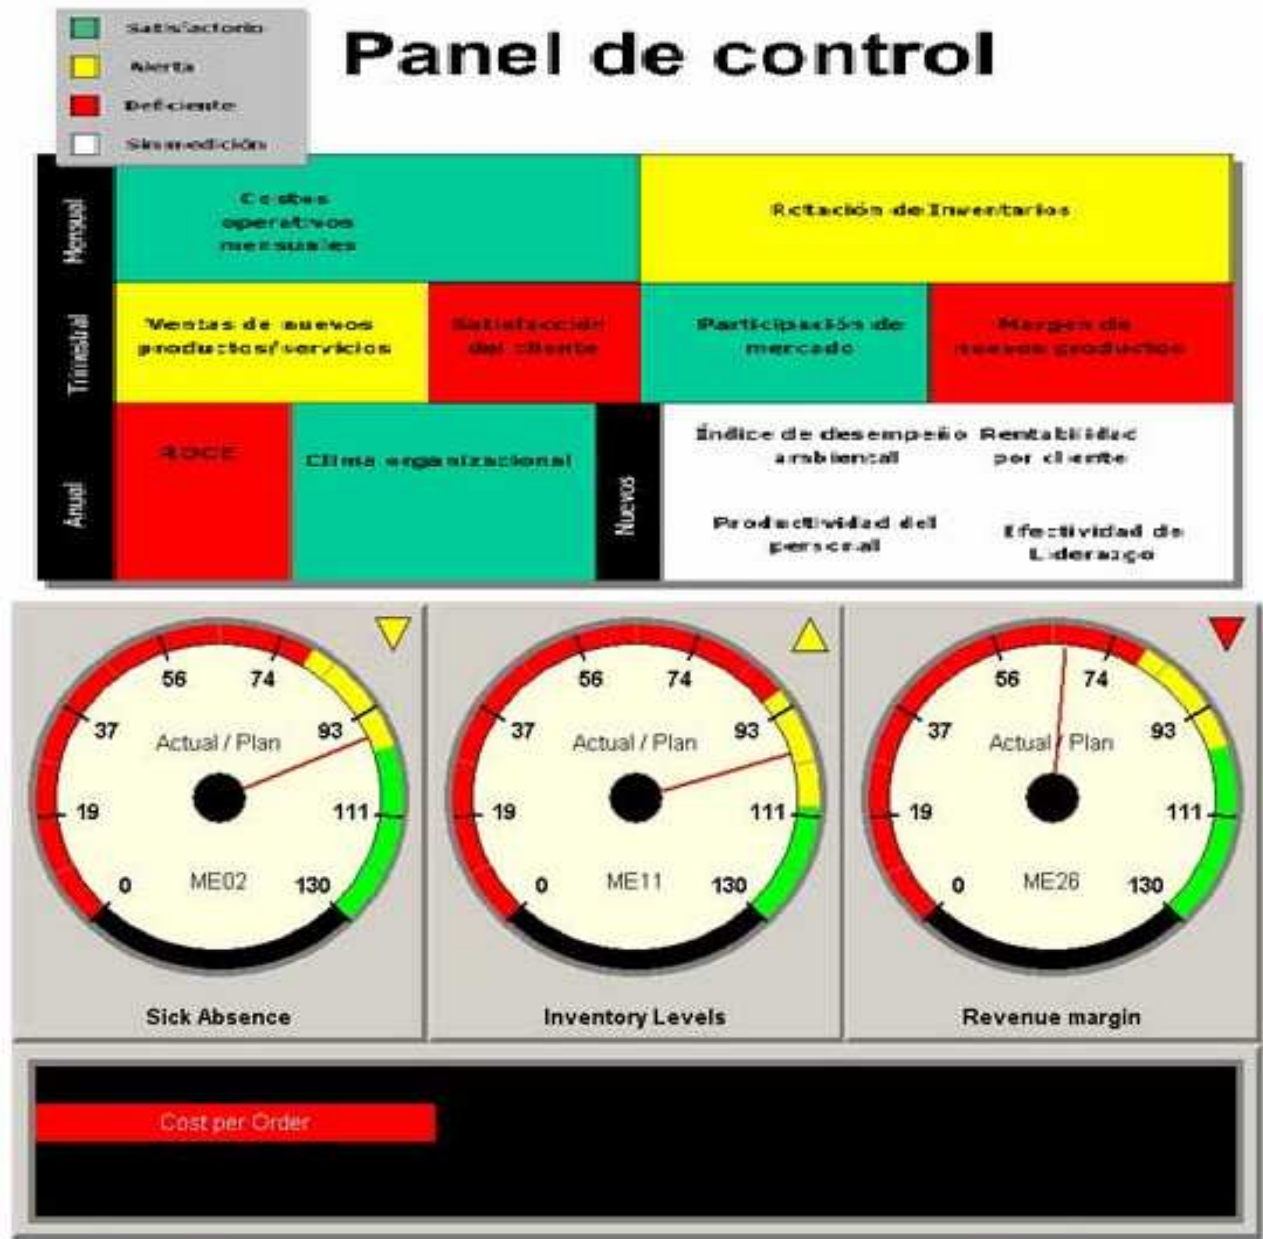 Satisfactorio
Alerta
Deficiente
Sin medición
Panel de control
Mensual
Costos
operativos
mensuales
Rotación de Inventarios
Trimestral
Ventas de nuevos
productos/servicios
Satisfacción
del cliente
Participación de
mercado
Margen de
nuevos productos
Anual
ROCE
Clima organizacional
Nuevos
Índice de desempeño
ambiental
Rentabilidad
por cliente
Productividad del
personal
Efectividad de
Liderazgo
56 74
37 93
Actual / Plan
19 111
0 ME02 130
Sick Absence
56 74
37 93
Actual / Plan
19 111
0 ME11 130
Inventory Levels
56 74
37 93
Actual / Plan
19 111
0 ME26 130
Revenue margin
Cost per Order